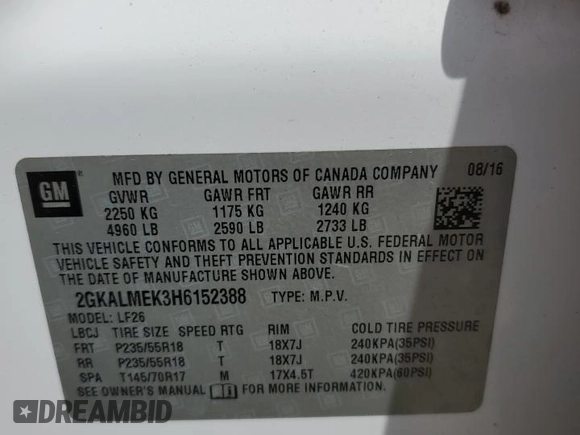 GM ®
MFD BY GENERAL MOTORS OF CANADA COMPANY 08/16
GVWR GAWR FRT GAWR RR
2250 KG 1175 KG 1240 KG
4960 LB 2590 LB 2733 LB
THIS VEHICLE CONFORMS TO ALL APPLICABLE U.S. FEDERAL MOTOR
VEHICLE SAFETY AND THEFT PREVENTION STANDARDS IN EFFECT ON THE
DATE OF MANUFACTURE SHOWN ABOVE.
2GKALMEK3H6152388 TYPE: M.P.V.
MODEL: LF26
LBCJ TIRE SIZE SPEED RTG RIM COLD TIRE PRESSURE
FRT P235/55R18 T 18X7J 240KPA(35PSI)
RR P235/55R18 T 18X7J 240KPA(35PSI)
SPA T145/70R17 M 17X4.5T 420KPA(60PSI)
SEE OWNER'S MANUAL i FOR MORE INFORMATION.
DREAMBID